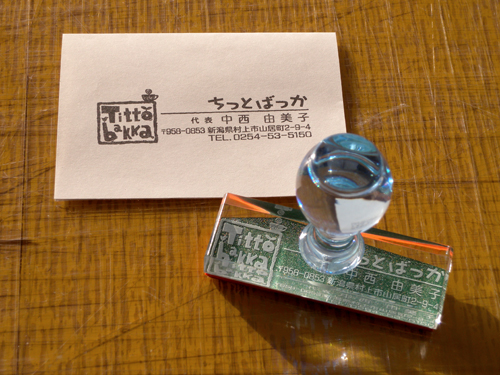 Titto
bakka
ちっとばっか
代表 中西 由美子
〒958-0853 新潟県村上市山居町2-9-4
TEL.0254-53-5150
Titto
bakka
ちっとばっか
中西 由美子
〒958-0853 新潟県村上市山居町2-9-4